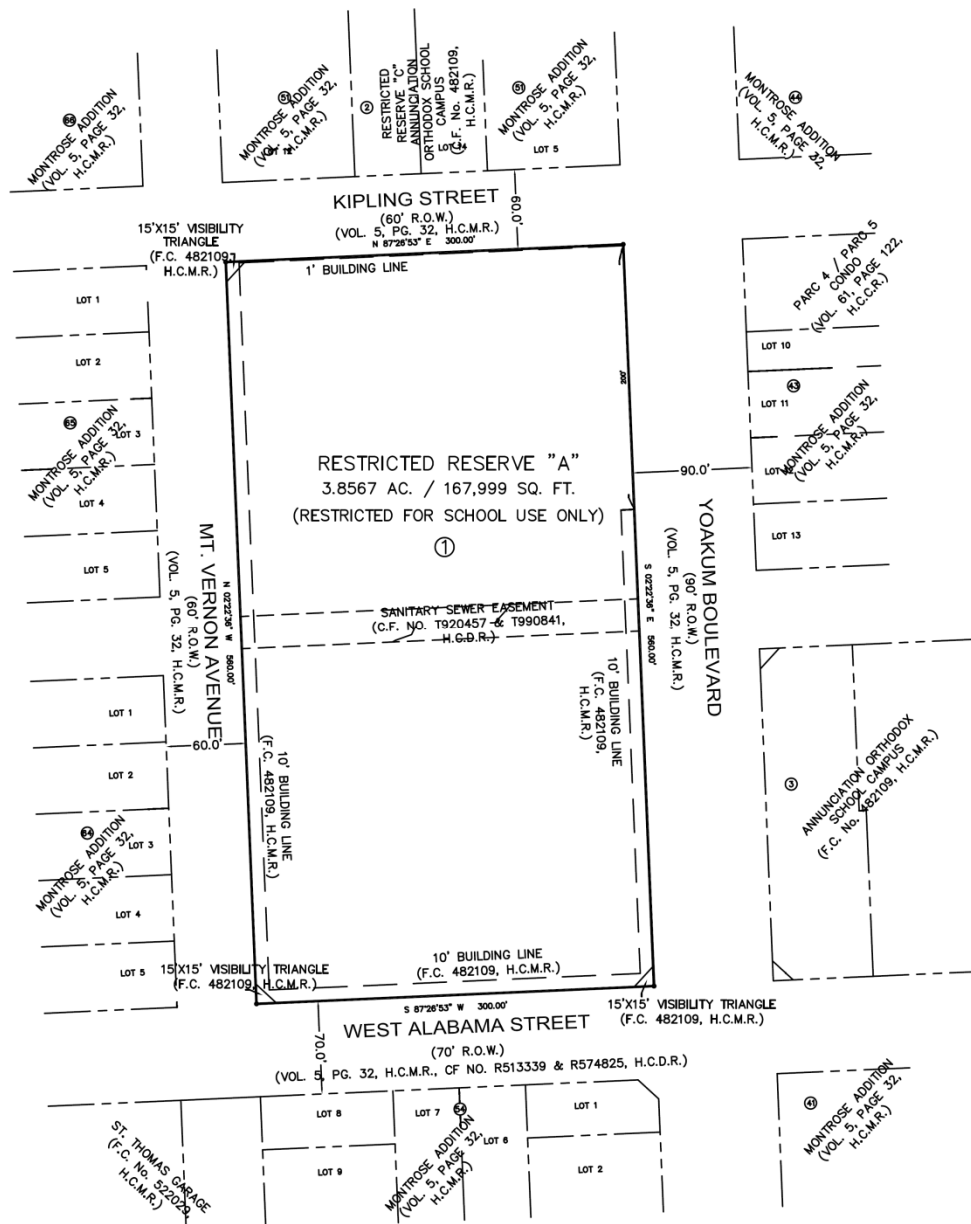 66
MONTROSE ADDITION
(VOL. 5, PAGE 32,
H.C.M.R.)
51
MONTROSE ADDITION
(VOL. 5, PAGE 32,
H.C.M.R.)
2
RESTRICTED
RESERVE "C"
ANNUNCIATION
ORTHODOX SCHOOL
CAMPUS
(C.F. No. 482109,
H.C.M.R.)
51
MONTROSE ADDITION
(VOL. 5, PAGE 32,
H.C.M.R.)
LOT 5
44
MONTROSE ADDITION
(VOL. 5, PAGE 32,
H.C.M.R.)
KIPLING STREET
(60' R.O.W.)
(VOL. 5, PG. 32, H.C.M.R.)
N 87°26'53" E 300.00'
60.0'
15'X15' VISIBILITY
TRIANGLE
(F.C. 482109,
H.C.M.R.)
1' BUILDING LINE
PARC 4 / PARC 5
CONDO
(VOL. 61, PAGE 122,
H.C.C.R.)
LOT 1
LOT 2
LOT 3
LOT 4
LOT 5
65
MONTROSE ADDITION
(VOL. 5, PAGE 32,
H.C.M.R.)
LOT 10
LOT 11
LOT 13
43
MONTROSE ADDITION
(VOL. 5, PAGE 32,
H.C.M.R.)
200'
RESTRICTED RESERVE "A"
3.8567 AC. / 167,999 SQ. FT.
(RESTRICTED FOR SCHOOL USE ONLY)
1
90.0'
YOAKUM BOULEVARD
(90' R.O.W.)
(VOL. 5, PG. 32, H.C.M.R.)
S 02°22'36" E 560.00'
MT. VERNON AVENUE
(60' R.O.W.)
(VOL. 5, PG. 32, H.C.M.R.)
N 02°22'36" W 560.00'
60.0'
SANITARY SEWER EASEMENT
(C.F. NO. T920457 & T990841,
H.C.D.R.)
10' BUILDING LINE
(F.C. 482109,
H.C.M.R.)
10' BUILDING LINE
(F.C. 482109, H.C.M.R.)
LOT 1
LOT 2
LOT 3
LOT 4
LOT 5
64
MONTROSE ADDITION
(VOL. 5, PAGE 32,
H.C.M.R.)
3
ANNUNCIATION ORTHODOX
SCHOOL CAMPUS
(F.C. No. 482109, H.C.M.R.)
10' BUILDING LINE
(F.C. 482109, H.C.M.R.)
15'X15' VISIBILITY TRIANGLE
(F.C. 482109, H.C.M.R.)
15'X15' VISIBILITY TRIANGLE
(F.C. 482109, H.C.M.R.)
S 87°26'53" W 300.00'
WEST ALABAMA STREET
(70' R.O.W.)
(VOL. 5, PG. 32, H.C.M.R., CF NO. R513339 & R574825, H.C.D.R.)
70.0'
ST. THOMAS GARAGE
(F.C. No. 522029,
H.C.M.R.)
LOT 8
LOT 9
LOT 7
LOT 6
54
MONTROSE ADDITION
(VOL. 5, PAGE 32,
H.C.M.R.)
LOT 1
LOT 2
41
MONTROSE ADDITION
(VOL. 5, PAGE 32,
H.C.M.R.)